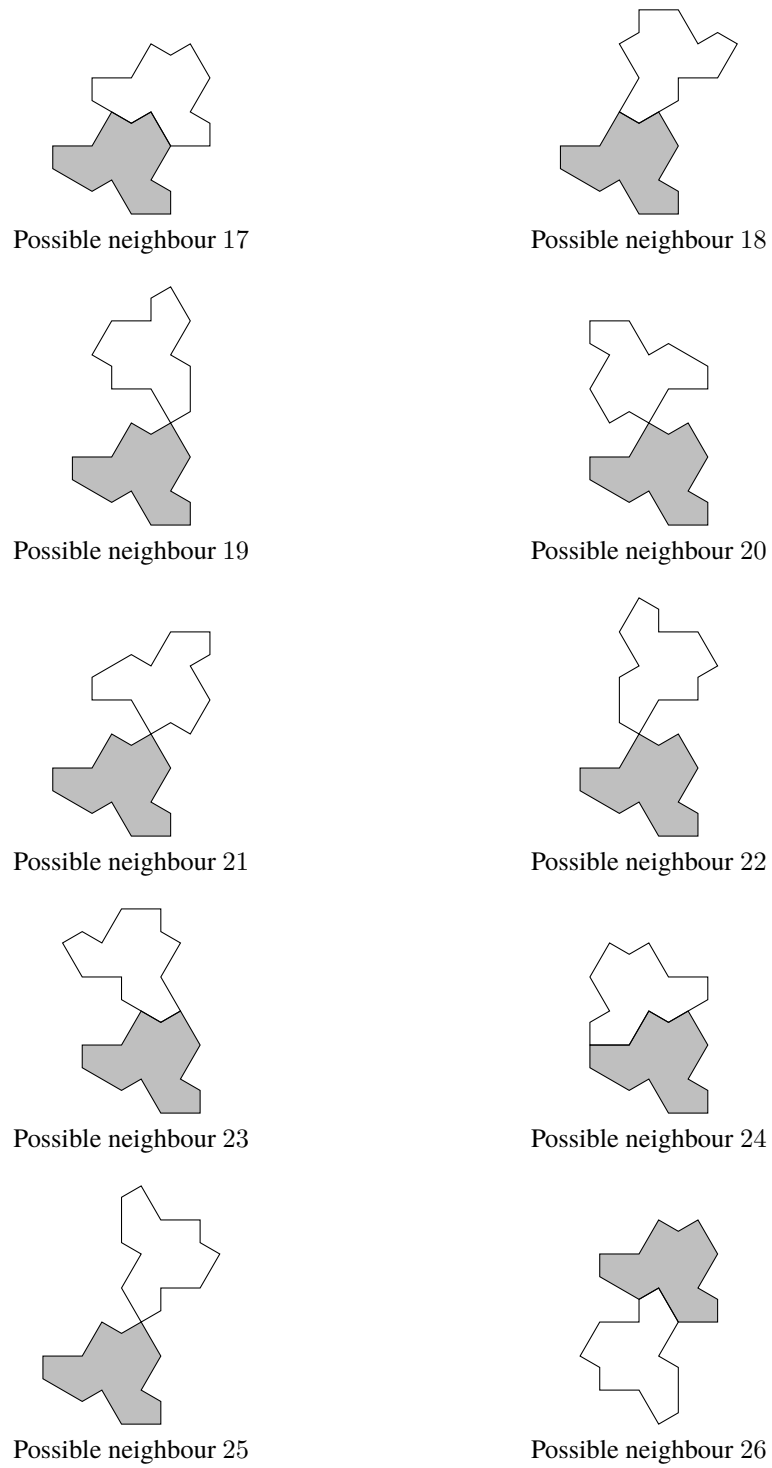 Possible neighbour 17
Possible neighbour 18
Possible neighbour 19
Possible neighbour 20
Possible neighbour 21
Possible neighbour 22
Possible neighbour 23
Possible neighbour 24
Possible neighbour 25
Possible neighbour 26